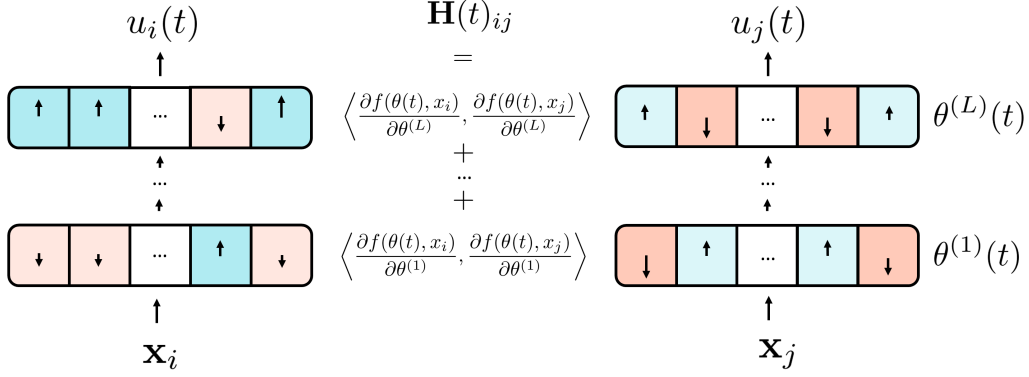 u_i(t)
H(t)_{ij}
u_j(t)
=
...
⟨∂f(θ(t), x_i)/∂θ^{(L)}, ∂f(θ(t), x_j)/∂θ^{(L)}⟩
...
θ^{(L)}(t)
+
...
...
...
+
...
⟨∂f(θ(t), x_i)/∂θ^{(1)}, ∂f(θ(t), x_j)/∂θ^{(1)}⟩
...
θ^{(1)}(t)
x_i
x_j